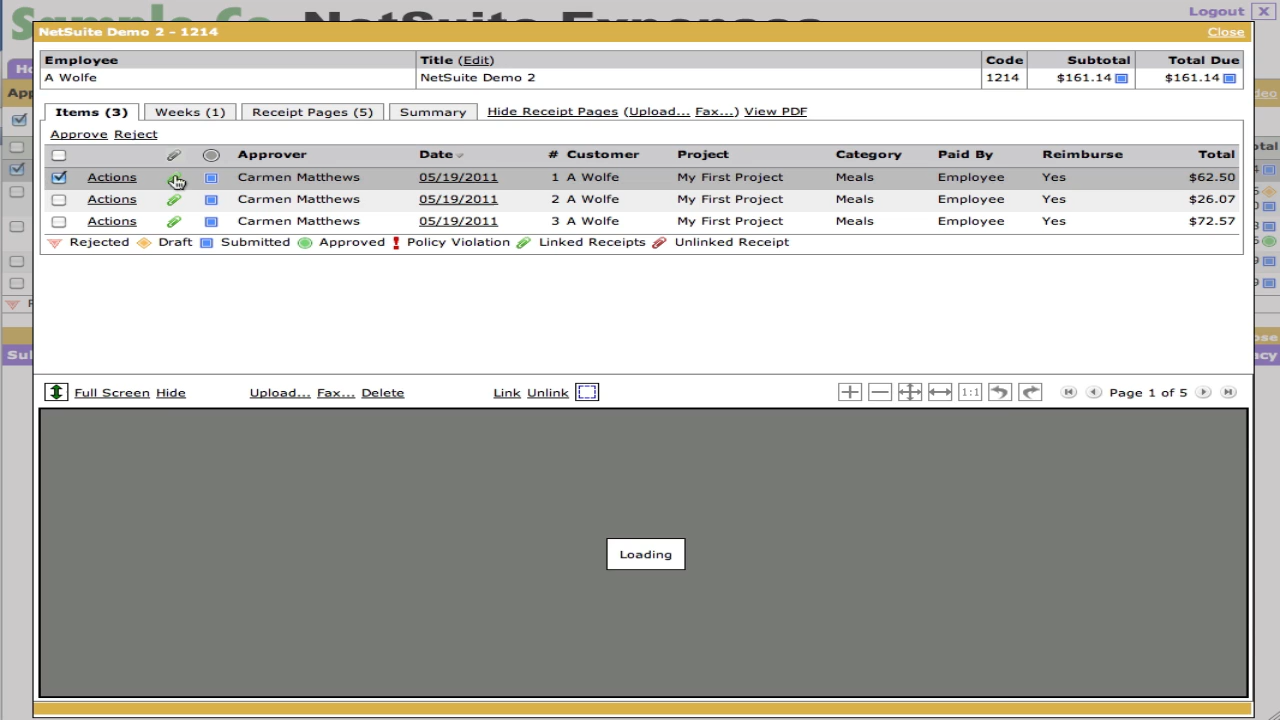 Sample Co NetSuite Expenses
Logout X
NetSuite Demo 2 - 1214 Close
Employee Title (Edit) Code Subtotal Total Due
A Wolfe NetSuite Demo 2 1214 $161.14 $161.14
Items (3) Weeks (1) Receipt Pages (5) Summary Hide Receipt Pages (Upload... Fax...) View PDF
Approve Reject
Approver Date # Customer Project Category Paid By Reimburse Total
Actions Carmen Matthews 05/19/2011 1 A Wolfe My First Project Meals Employee Yes $62.50
Actions Carmen Matthews 05/19/2011 2 A Wolfe My First Project Meals Employee Yes $26.07
Actions Carmen Matthews 05/19/2011 3 A Wolfe My First Project Meals Employee Yes $72.57
Rejected Draft Submitted Approved Policy Violation Linked Receipts Unlinked Receipt
Full Screen Hide Upload... Fax... Delete Link Unlink 1:1 Page 1 of 5
Loading